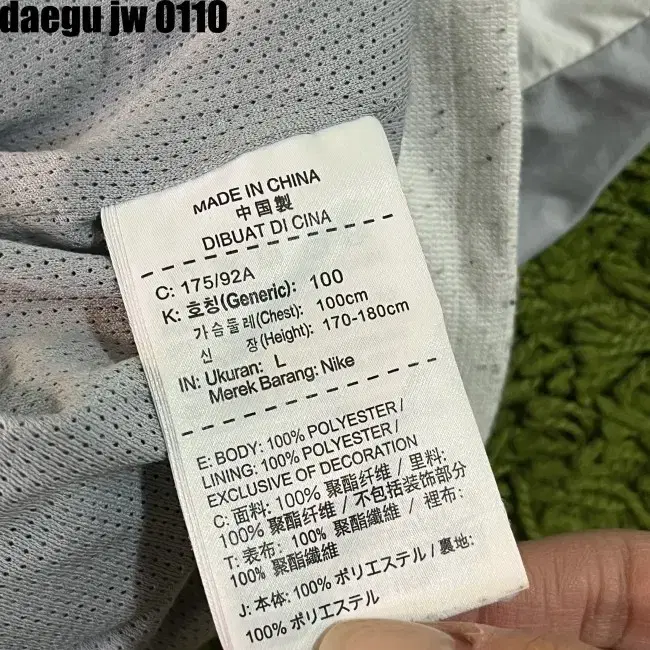 daegu jw 0110
MADE IN CHINA
中国製
DIBUAT DI CINA
C: 175/92A
K: 호칭(Generic): 100
가슴둘레(Chest): 100cm
신 장(Height): 170-180cm
IN: Ukuran: L
Merek Barang: Nike
E: BODY: 100% POLYESTER /
LINING: 100% POLYESTER /
EXCLUSIVE OF DECORATION
C: 面料: 100% 聚酯纤维 / 里料:
100% 聚酯纤维 / 不包括装饰部分
T: 表布: 100% 聚酯纖維 / 裡布:
100% 聚酯纖維
J: 本体: 100% ポリエステル / 裏地:
100% ポリエステル